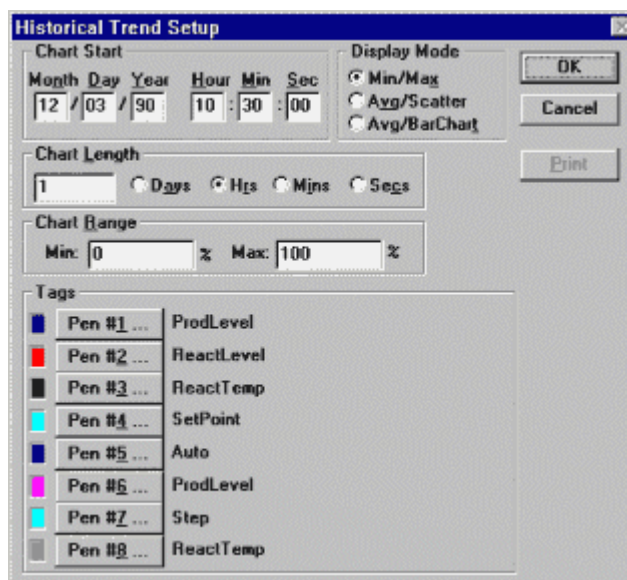 Historical Trend Setup
Chart Start
Month Day Year Hour Min Sec
12 / 03 / 90 10 : 30 : 00
Display Mode
Min/Max
Avg/Scatter
Avg/BarChart
OK
Cancel
Print
Chart Length
1 Days Hrs Mins Secs
Chart Range
Min: 0 % Max: 100 %
Tags
Pen #1 ... ProdLevel
Pen #2 ... ReactLevel
Pen #3 ... ReactTemp
Pen #4 ... SetPoint
Pen #5 ... Auto
Pen #6 ... ProdLevel
Pen #7 ... Step
Pen #8 ... ReactTemp